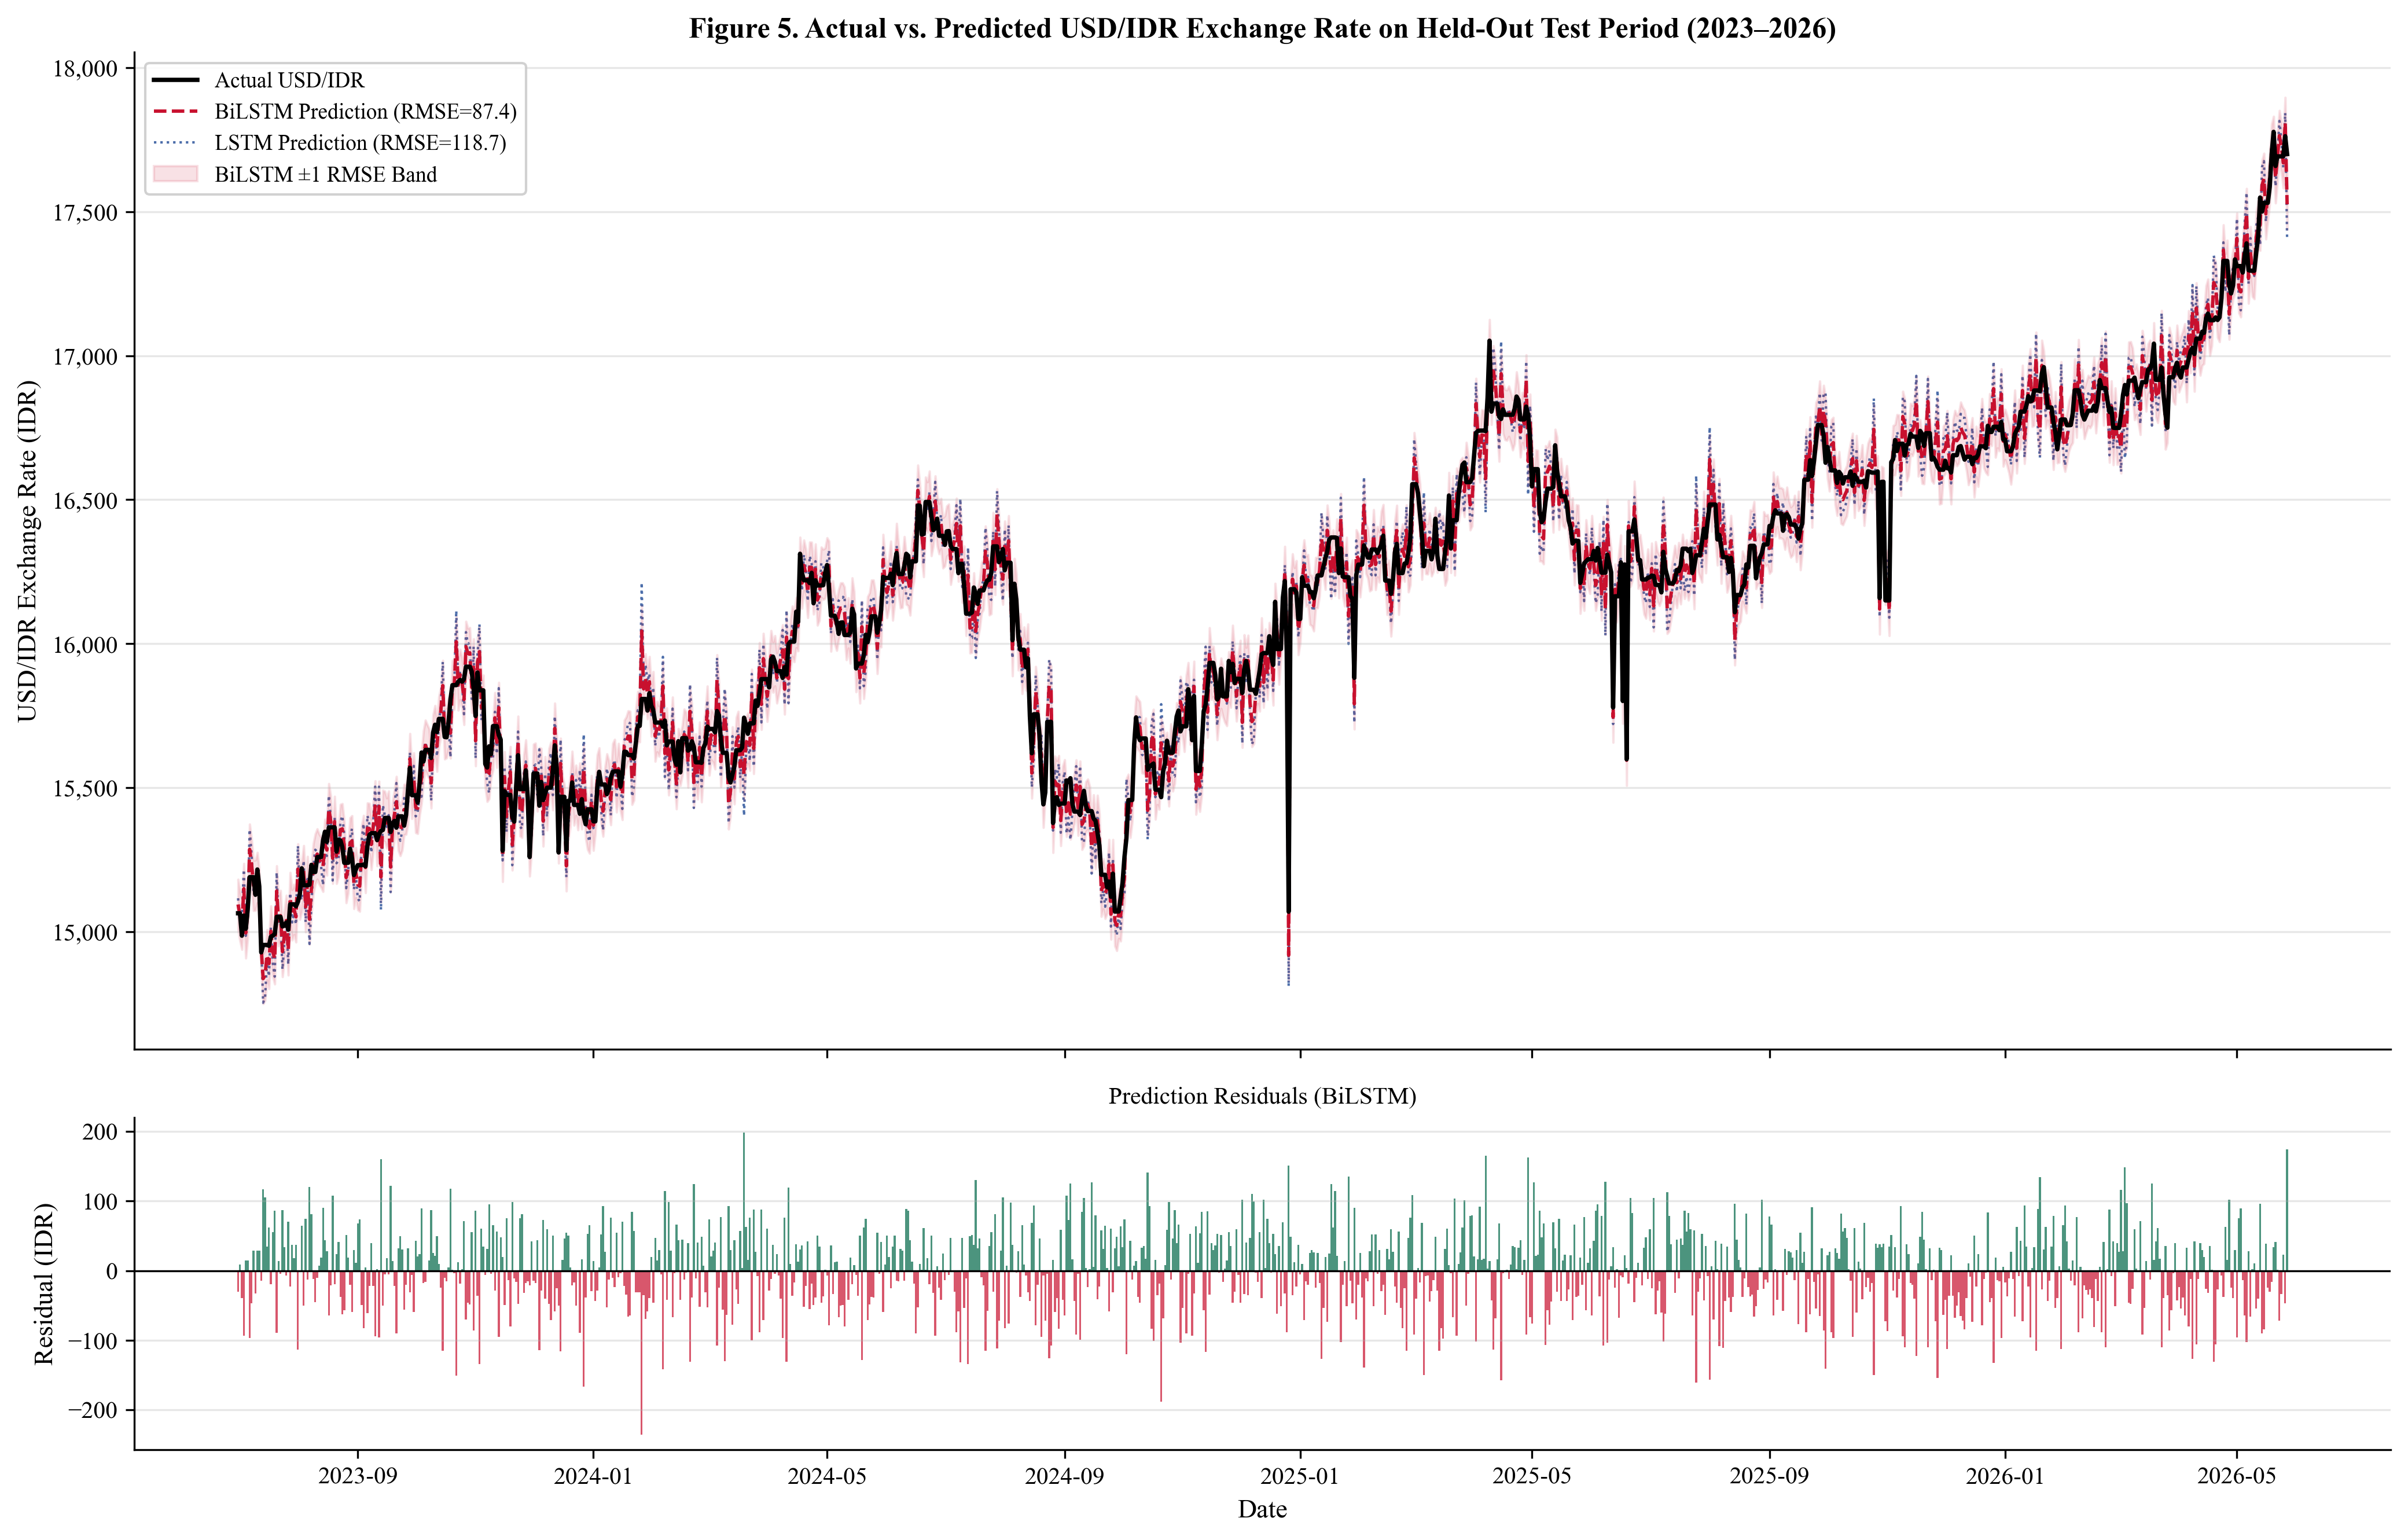 Figure 5. Actual vs. Predicted USD/IDR Exchange Rate on Held-Out Test Period (2023–2026)
Actual USD/IDR
BiLSTM Prediction (RMSE=87.4)
LSTM Prediction (RMSE=118.7)
BiLSTM ±1 RMSE Band
USD/IDR Exchange Rate (IDR)
18,000
17,500
17,000
16,500
16,000
15,500
15,000
Prediction Residuals (BiLSTM)
Residual (IDR)
200
100
0
−100
−200
2023-09 2024-01 2024-05 2024-09 2025-01 2025-05 2025-09 2026-01 2026-05
Date